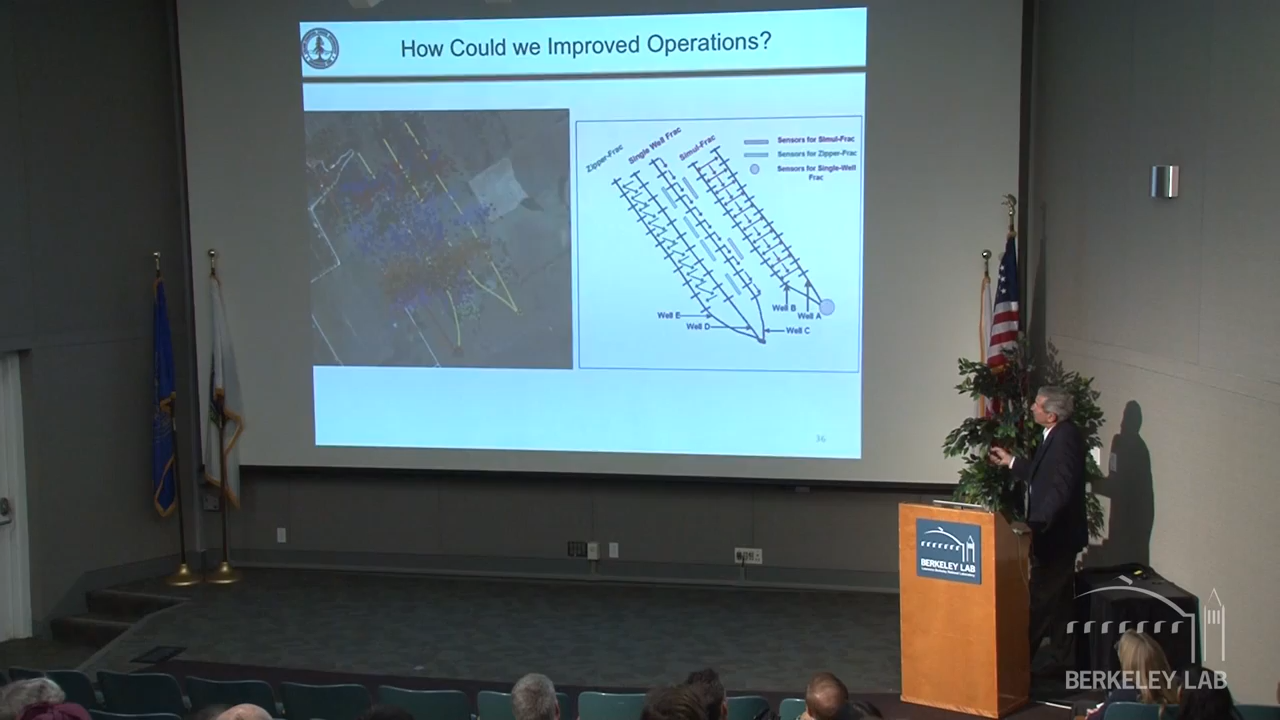 How Could we Improved Operations?
Zipper-Frac
Single Well Frac
Simul-Frac
Sensors for Simul-Frac
Sensors for Zipper-Frac
Sensors for Single-Well
Frac
Well B
Well A
Well E
Well D
Well C
36
BERKELEY LAB
BERKELEY LAB